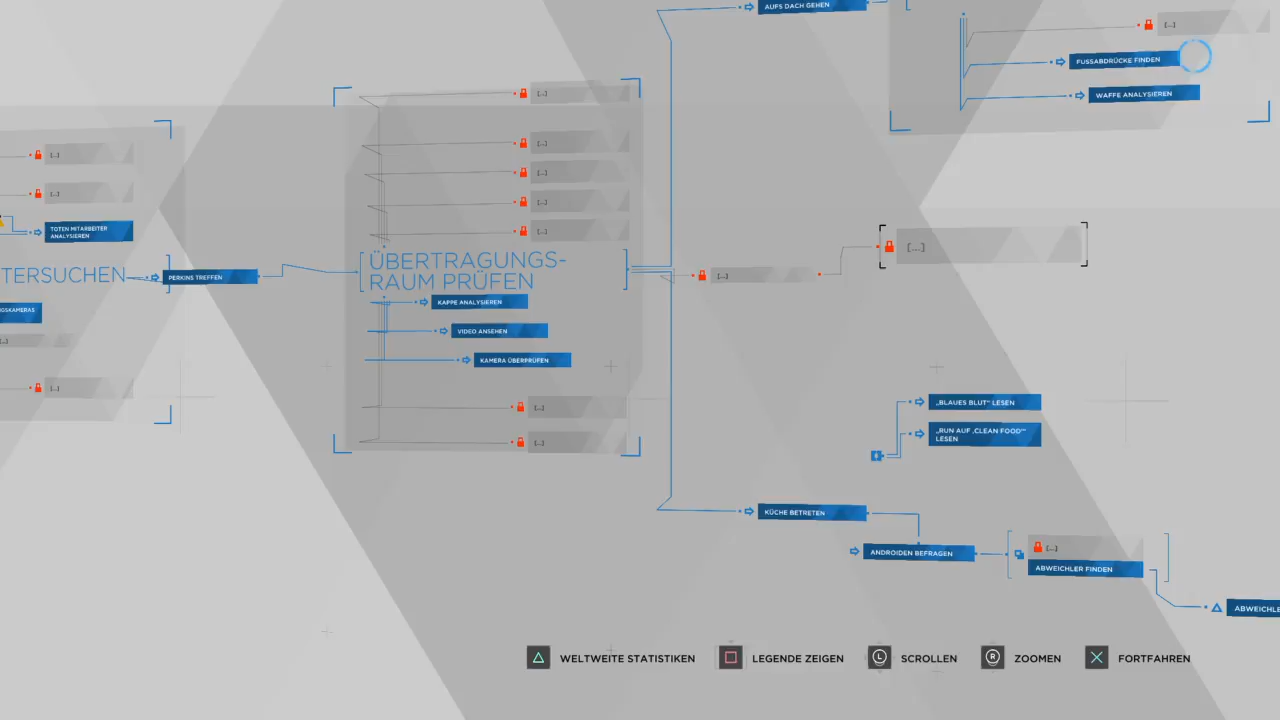 AUFS DACH GEHEN
[...]
FUSSABDRÜCKE FINDEN
WAFFE ANALYSIEREN
[...]
[...]
[...]
[...]
[...]
[...]
[...]
TOTEN MITARBEITER
ANALYSIEREN
TERSUCHEN
PERKINS TREFFEN
ÜBERTRAGUNGS-
RAUM PRÜFEN
[...]
[...]
KAPPE ANALYSIEREN
GSKAMERAS
VIDEO ANSEHEN
[...]
KAMERA ÜBERPRÜFEN
[...]
[...]
[...]
„BLAUES BLUT" LESEN
„RUN AUF ‚CLEAN FOOD'"
LESEN
KÜCHE BETRETEN
ANDROIDEN BEFRAGEN
[...]
ABWEICHLER FINDEN
ABWEICHLE
WELTWEITE STATISTIKEN
LEGENDE ZEIGEN
L
SCROLLEN
R
ZOOMEN
FORTFAHREN